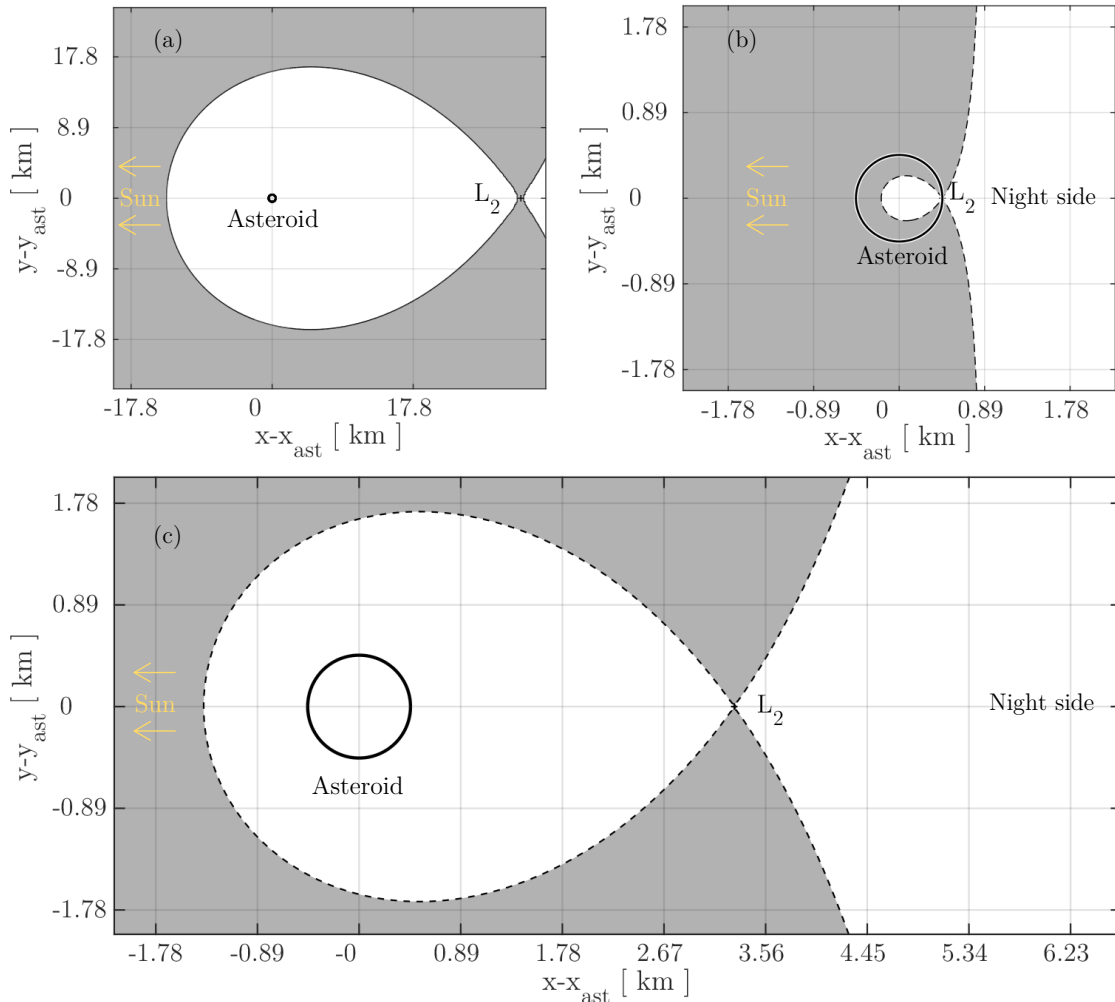 (a)
17.8
8.9
0
-8.9
-17.8
y-y_ast [ km ]
Sun
Asteroid
L_2
-17.8 0 17.8
x-x_ast [ km ]
(b)
1.78
0.89
0
-0.89
-1.78
y-y_ast [ km ]
Sun
L_2
Night side
Asteroid
-1.78 -0.89 0 0.89 1.78
x-x_ast [ km ]
(c)
1.78
0.89
0
-0.89
-1.78
y-y_ast [ km ]
Sun
L_2
Night side
Asteroid
-1.78 -0.89 -0 0.89 1.78 2.67 3.56 4.45 5.34 6.23
x-x_ast [ km ]